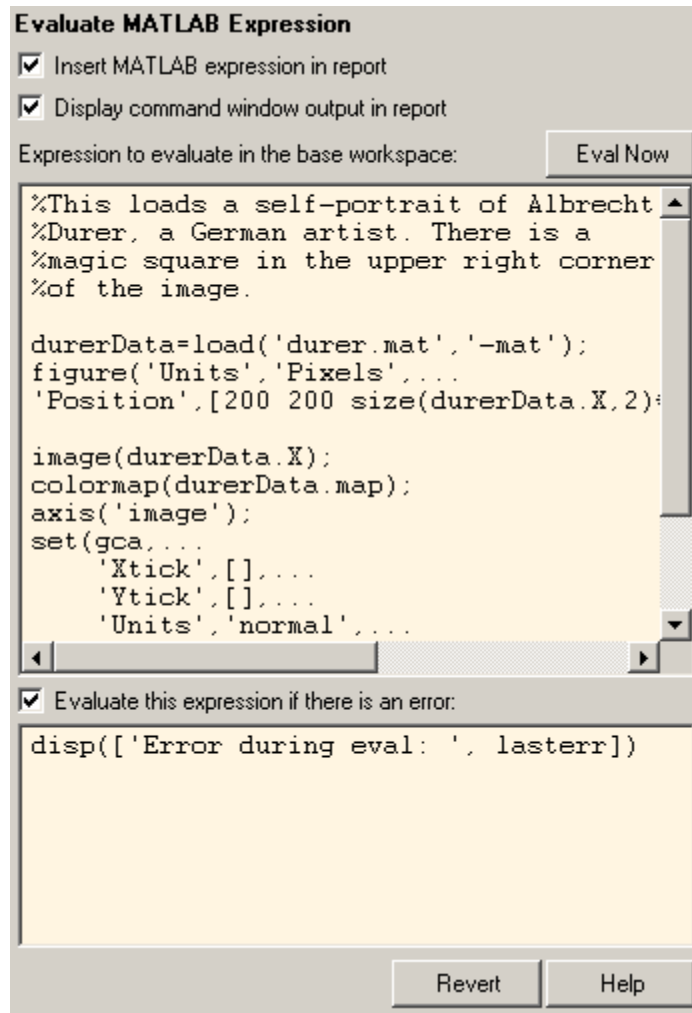 Evaluate MATLAB Expression
Insert MATLAB expression in report
Display command window output in report
Expression to evaluate in the base workspace:
Eval Now
%This loads a self-portrait of Albrecht
%Durer, a German artist. There is a
%magic square in the upper right corner
%of the image.
durerData=load('durer.mat','-mat');
figure('Units','Pixels',...
'Position',[200 200 size(durerData.X,2)
image(durerData.X);
colormap(durerData.map);
axis('image');
set(gca,...
'Xtick',[],...
'Ytick',[],...
'Units','normal',...
Evaluate this expression if there is an error:
disp(['Error during eval: ', lasterr])
Revert
Help